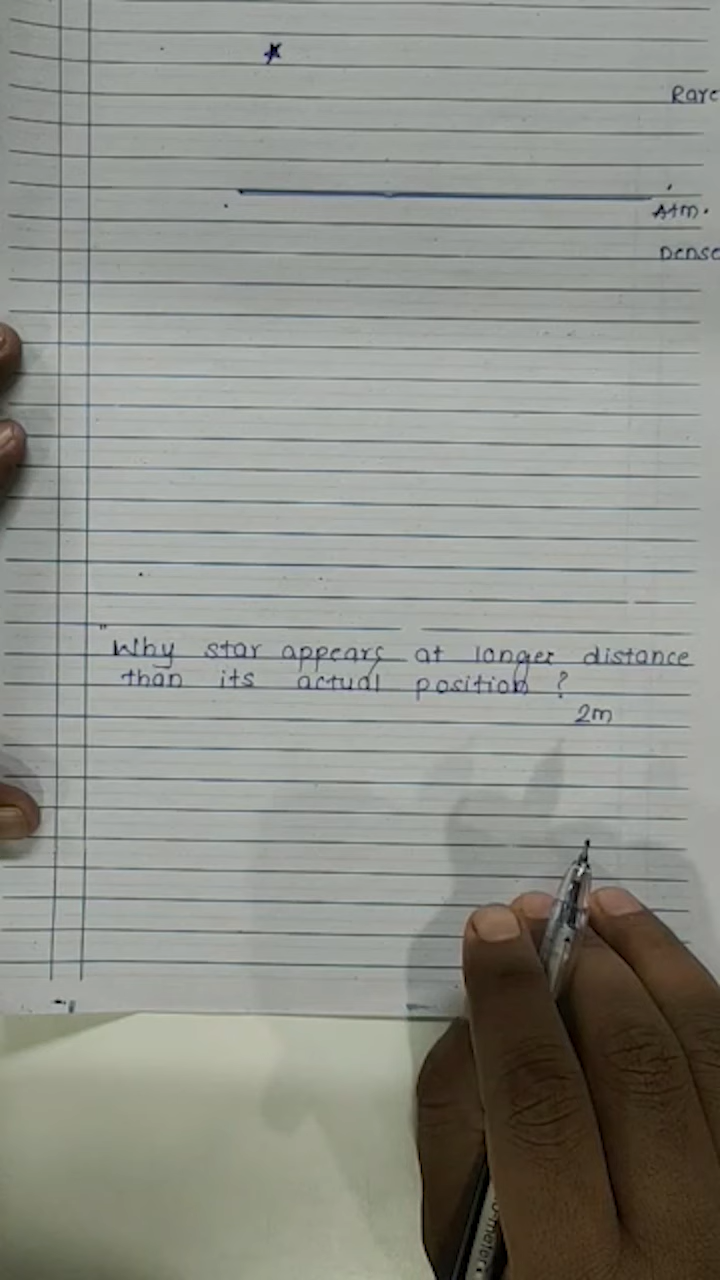 Rare
Atm.
Dense
"Why star appears at longer distance
than its actual position ?
2m